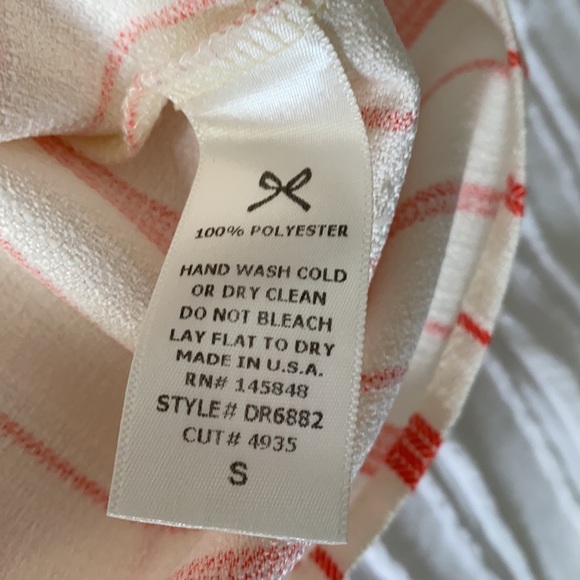 100% POLYESTER
HAND WASH COLD
OR DRY CLEAN
DO NOT BLEACH
LAY FLAT TO DRY
MADE IN U.S.A.
RN# 145848
STYLE# DR6882
CUT# 4935
S